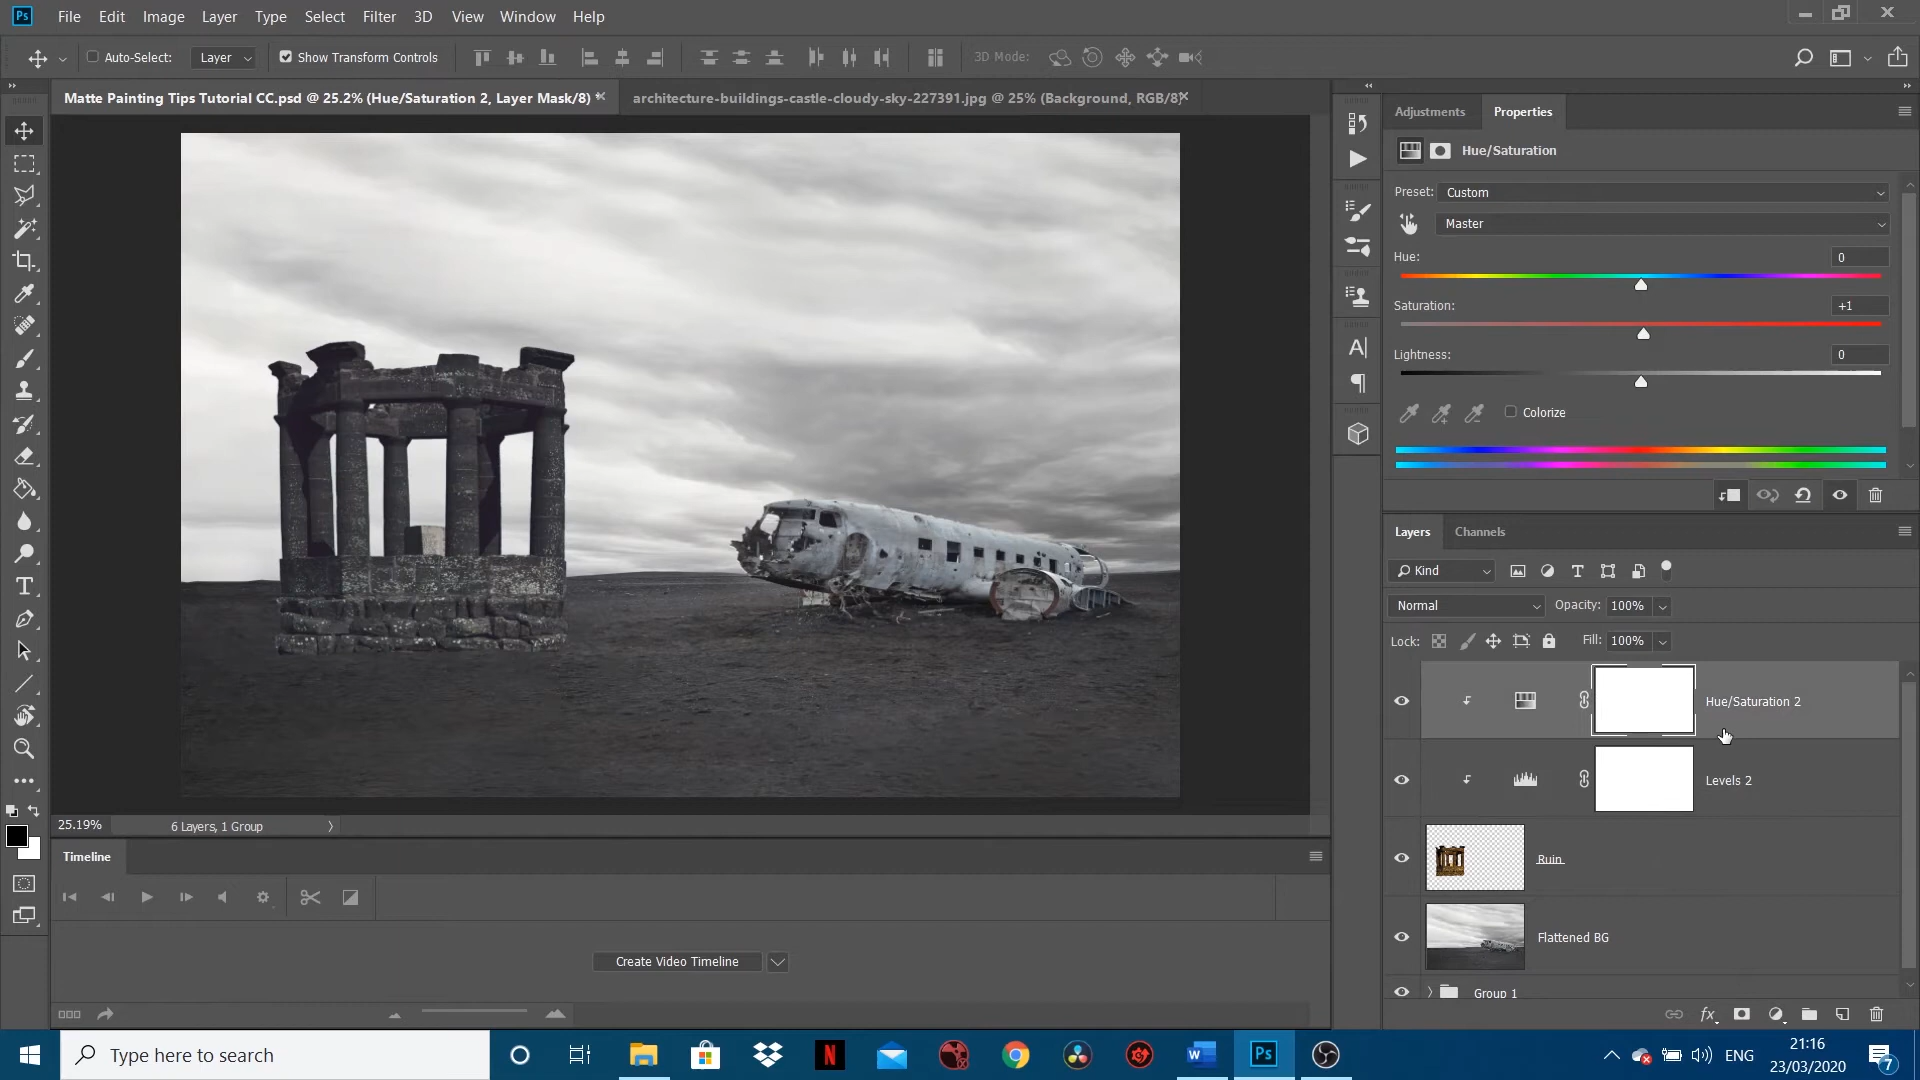 Ps File Edit Image Layer Type Select Filter 3D View Window Help
Auto-Select: Layer Show Transform Controls 3D Mode:
Matte Painting Tips Tutorial CC.psd @ 25.2% (Hue/Saturation 2, Layer Mask/8) *
architecture-buildings-castle-cloudy-sky-227391.jpg @ 25% (Background, RGB/8)
Adjustments Properties
Hue/Saturation
Preset: Custom
Master
Hue: 0
Saturation: +1
Lightness: 0
Colorize
Layers Channels
Kind
Normal Opacity: 100%
Lock: Fill: 100%
Hue/Saturation 2
Levels 2
Ruin
Flattened BG
Group 1
25.19% 6 Layers, 1 Group
Timeline
Create Video Timeline
Type here to search
ENG
21:16
23/03/2020
7